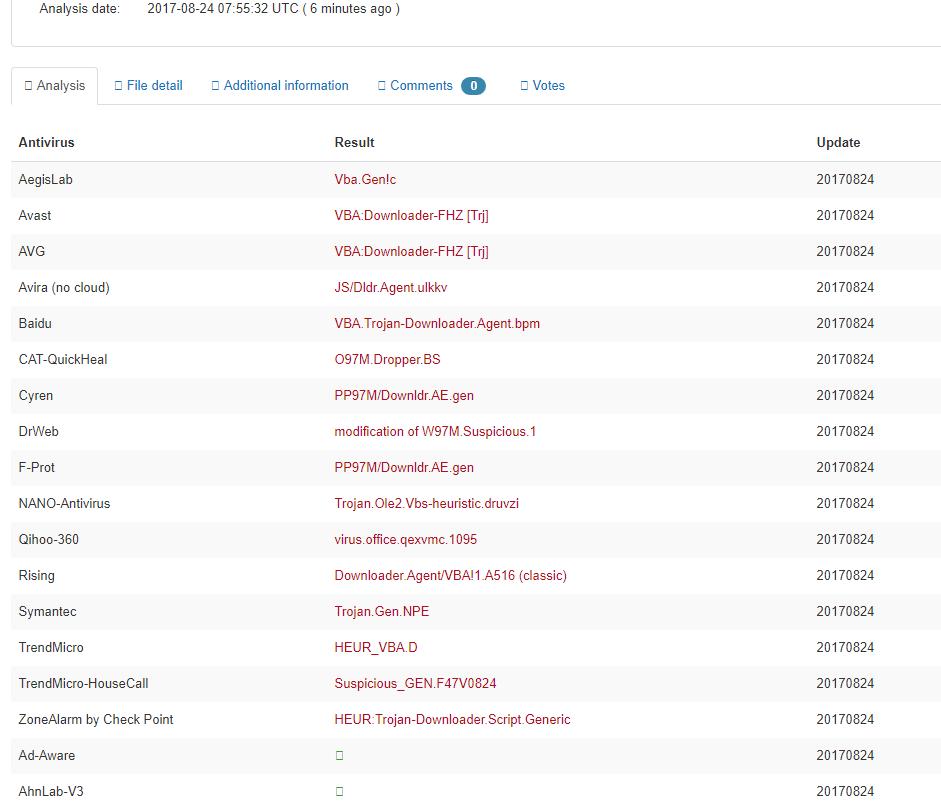 Analysis date: 2017-08-24 07:55:32 UTC ( 6 minutes ago )
Analysis File detail Additional information Comments 0 Votes
Antivirus Result Update
AegisLab Vba.Gen!c 20170824
Avast VBA:Downloader-FHZ [Trj] 20170824
AVG VBA:Downloader-FHZ [Trj] 20170824
Avira (no cloud) JS/Dldr.Agent.ulkkv 20170824
Baidu VBA.Trojan-Downloader.Agent.bpm 20170824
CAT-QuickHeal O97M.Dropper.BS 20170824
Cyren PP97M/Downldr.AE.gen 20170824
DrWeb modification of W97M.Suspicious.1 20170824
F-Prot PP97M/Downldr.AE.gen 20170824
NANO-Antivirus Trojan.Ole2.Vbs-heuristic.druvzi 20170824
Qihoo-360 virus.office.qexvmc.1095 20170824
Rising Downloader.Agent/VBA!1.A516 (classic) 20170824
Symantec Trojan.Gen.NPE 20170824
TrendMicro HEUR_VBA.D 20170824
TrendMicro-HouseCall Suspicious_GEN.F47V0824 20170824
ZoneAlarm by Check Point HEUR:Trojan-Downloader.Script.Generic 20170824
Ad-Aware 20170824
AhnLab-V3 20170824